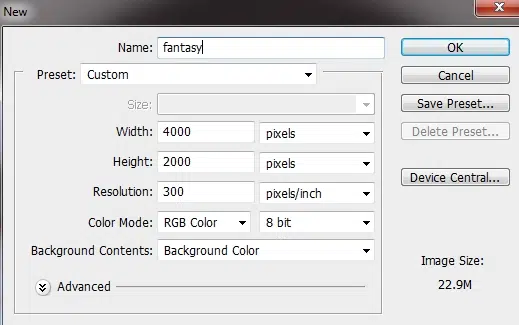 New
Name: fantasy OK
Preset: Custom Cancel
Size: Save Preset...
Width: 4000 pixels Delete Preset...
Height: 2000 pixels
Resolution: 300 pixels/inch Device Central...
Color Mode: RGB Color 8 bit
Background Contents: Background Color
Image Size:
Advanced 22.9M